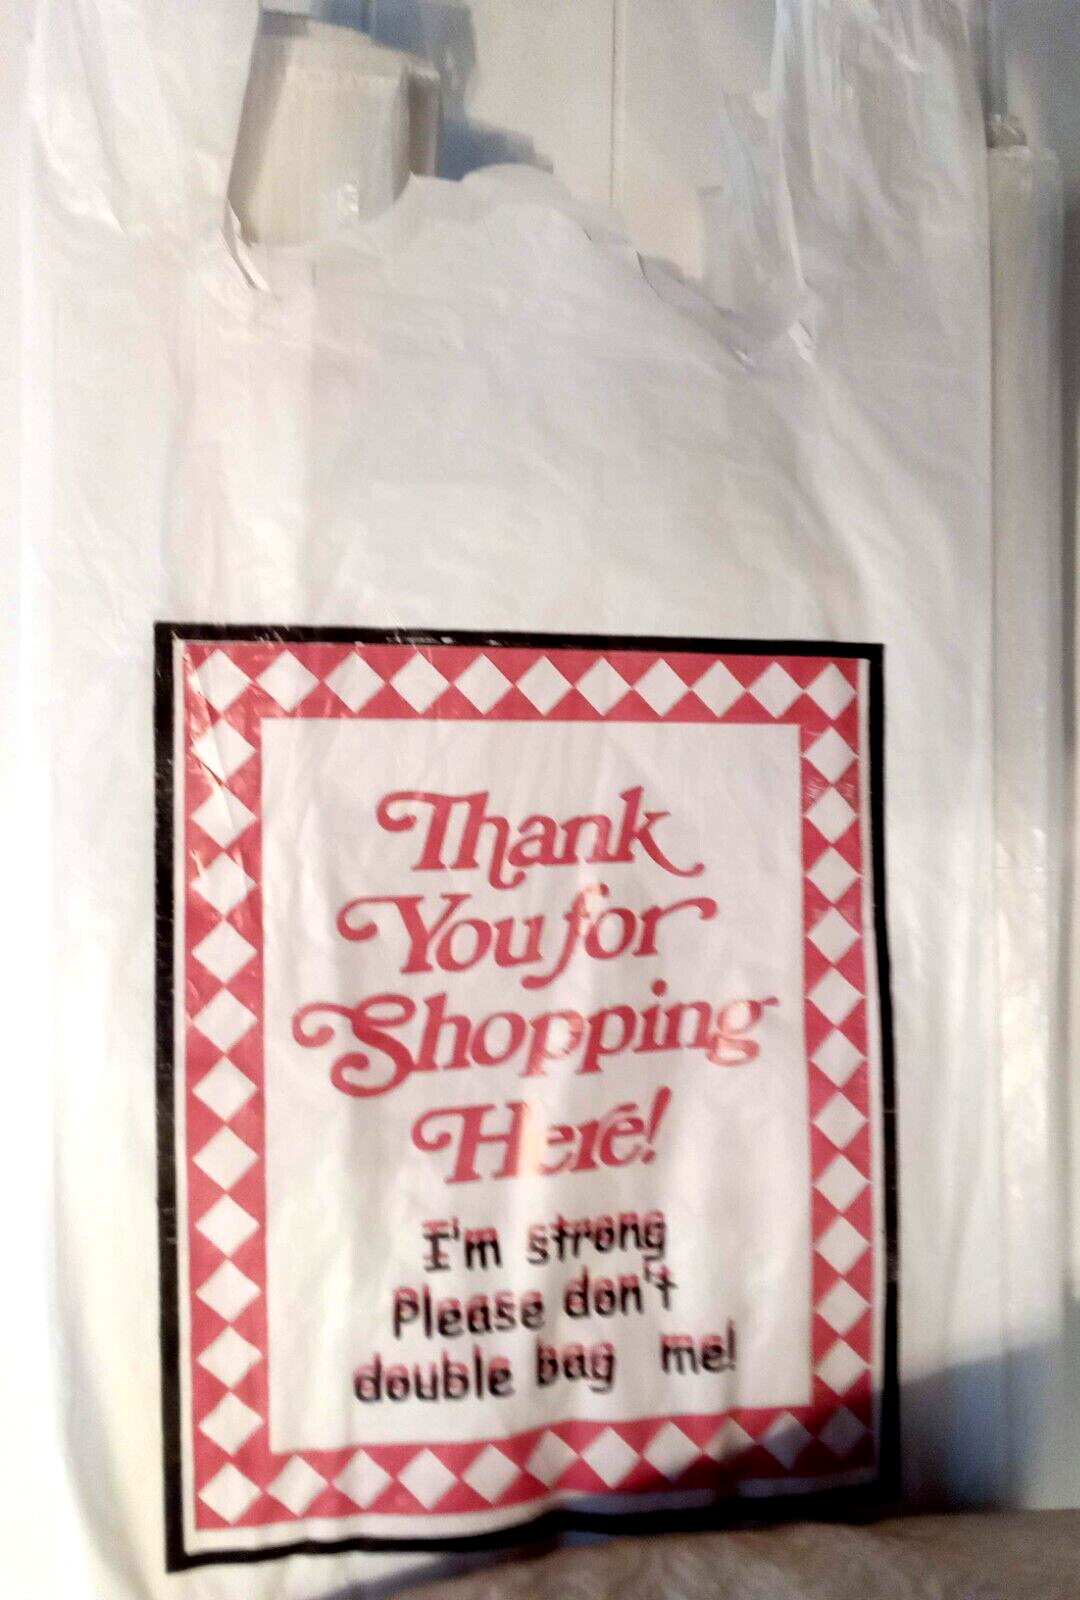 Thank
You for
Shopping
Here!
I'm strong
Please don't
double bag me!